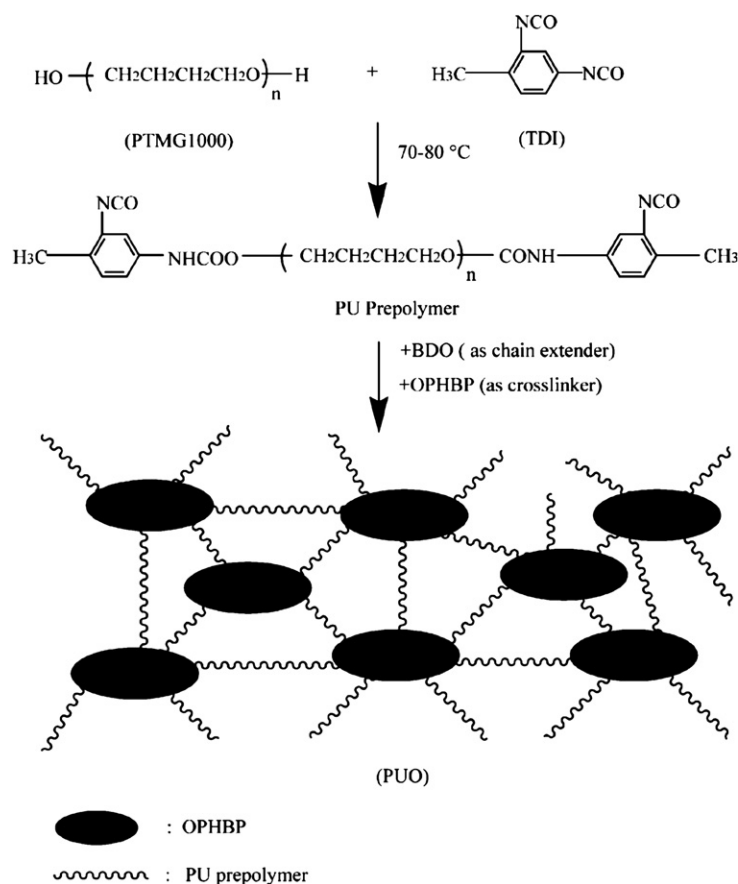 NCO
HO ( CH2CH2CH2CH2O ) H + H3C NCO
n
(PTMG1000) (TDI)
70-80 °C
NCO NCO
H3C NHCOO ( CH2CH2CH2CH2O ) CONH CH3
n
PU Prepolymer
+BDO ( as chain extender)
+OPHBP (as crosslinker)
(PUO)
: OPHBP
: PU prepolymer